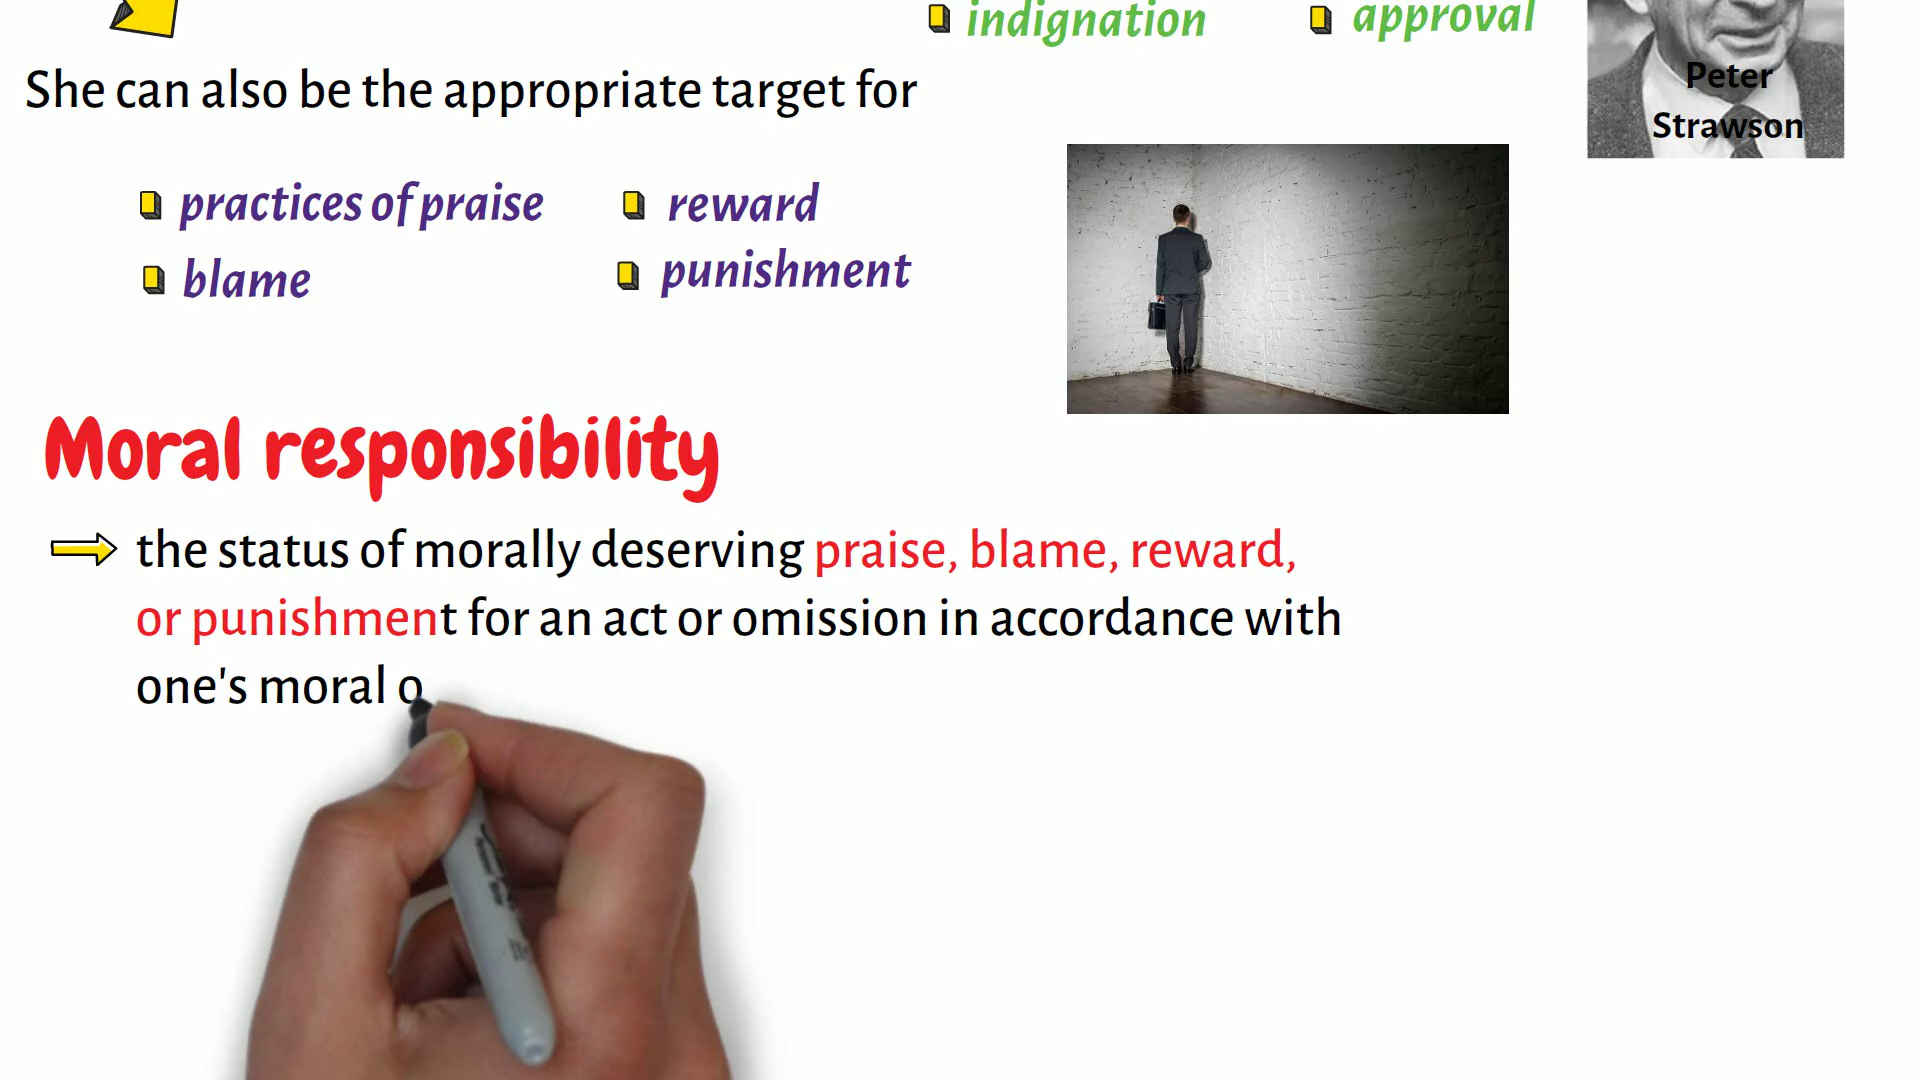 indignation
approval
Peter
Strawson
She can also be the appropriate target for
practices of praise
reward
blame
punishment
Moral responsibility
the status of morally deserving praise, blame, reward,
or punishment for an act or omission in accordance with
one's moral o